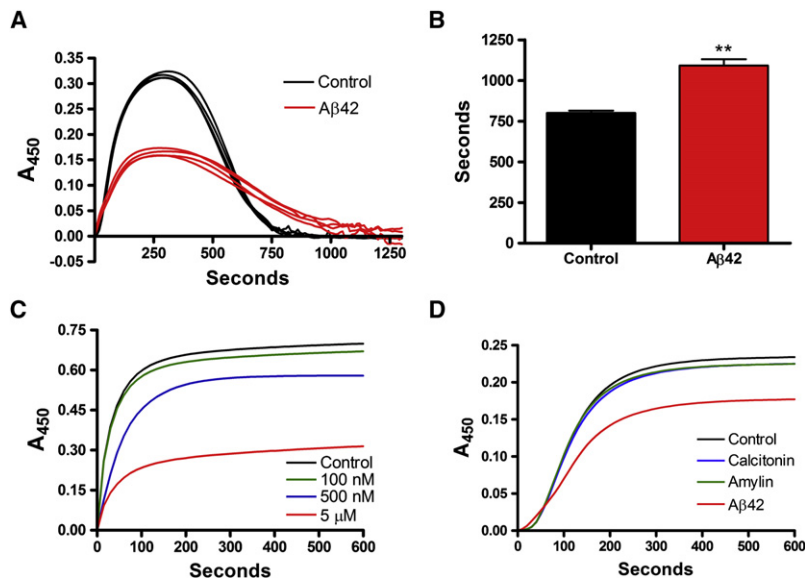 A
A450
0.35
0.30
0.25
0.20
0.15
0.10
0.05
0.00
-0.05
250 500 750 1000 1250
Seconds
Control
Aβ42
B
Seconds
1250
1000
750
500
250
0
**
Control Aβ42
C
A450
0.75
0.60
0.45
0.30
0.15
0.00
0 100 200 300 400 500 600
Seconds
Control
100 nM
500 nM
5 μM
D
A450
0.25
0.20
0.15
0.10
0.05
0.00
0 100 200 300 400 500 600
Seconds
Control
Calcitonin
Amylin
Aβ42